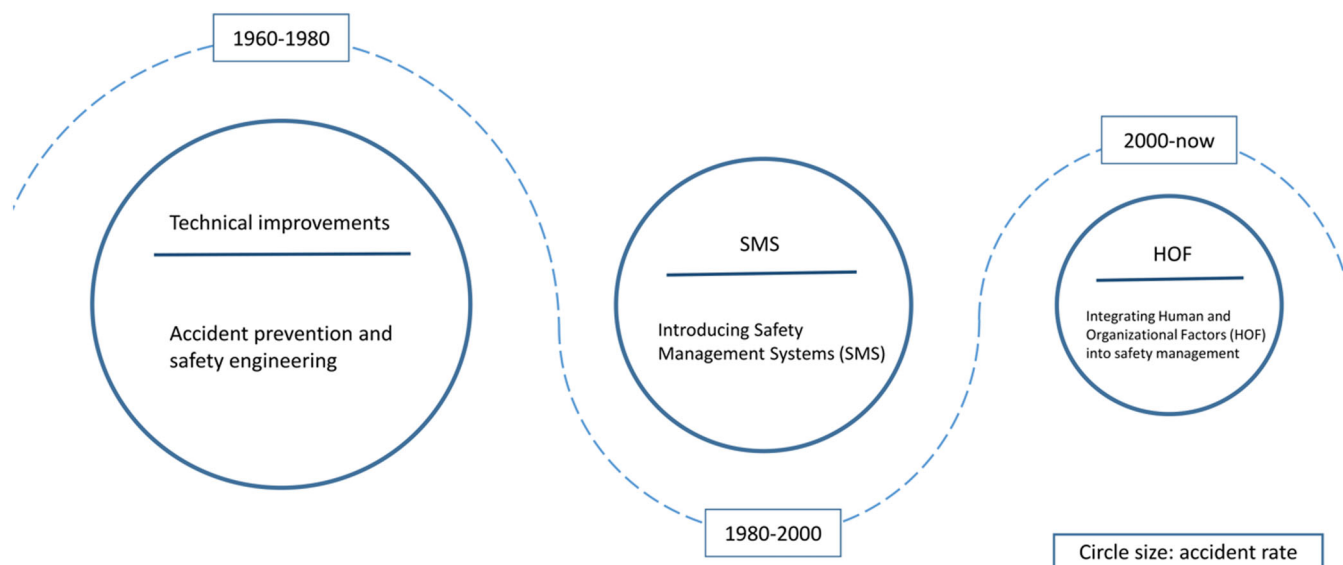 1960-1980
Technical improvements
Accident prevention and
safety engineering
SMS
Introducing Safety
Management Systems (SMS)
1980-2000
2000-now
HOF
Integrating Human and
Organizational Factors (HOF)
into safety management
Circle size: accident rate